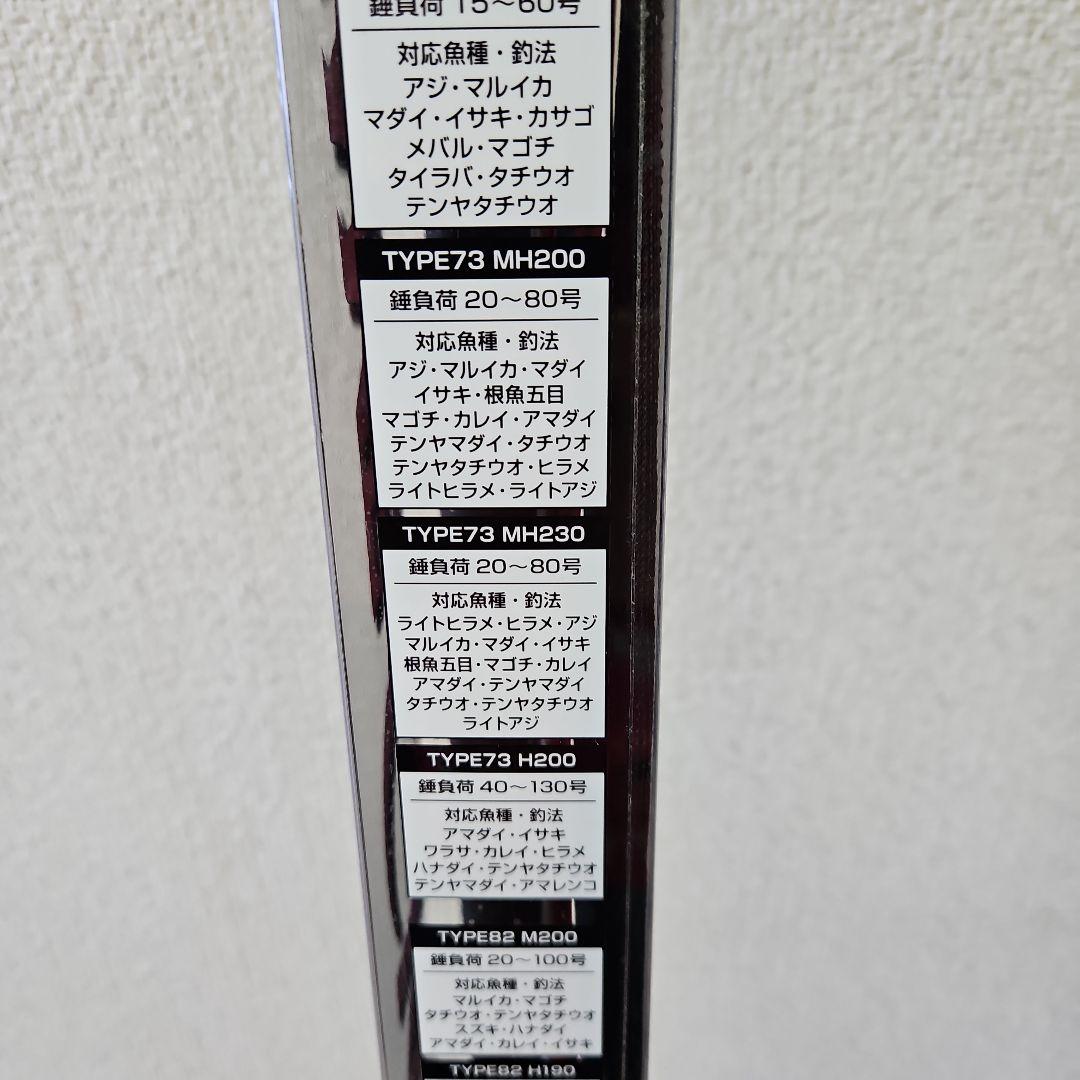 錘負荷 15～60号
対応魚種・釣法
アジ・マルイカ
マダイ・イサキ・カサゴ
メバル・マゴチ
タイラバ・タチウオ
テンヤタチウオ
TYPE73 MH200
錘負荷 20～80号
対応魚種・釣法
アジ・マルイカ・マダイ
イサキ・根魚五目
マゴチ・カレイ・アマダイ
テンヤマダイ・タチウオ
テンヤタチウオ・ヒラメ
ライトヒラメ・ライトアジ
TYPE73 MH230
錘負荷 20～80号
対応魚種・釣法
ライトヒラメ・ヒラメ・アジ
マルイカ・マダイ・イサキ
根魚五目・マゴチ・カレイ
アマダイ・テンヤマダイ
タチウオ・テンヤタチウオ
ライトアジ
TYPE73 H200
錘負荷 40～130号
対応魚種・釣法
アマダイ・イサキ
ワラサ・カレイ・ヒラメ
ハナダイ・テンヤタチウオ
テンヤマダイ・アマレンコ
TYPE82 M200
錘負荷 20～100号
対応魚種・釣法
マルイカ・マゴチ
タチウオ・テンヤタチウオ
スズキ・ハナダイ
アマダイ・カレイ・イサキ
TYPE82 H190